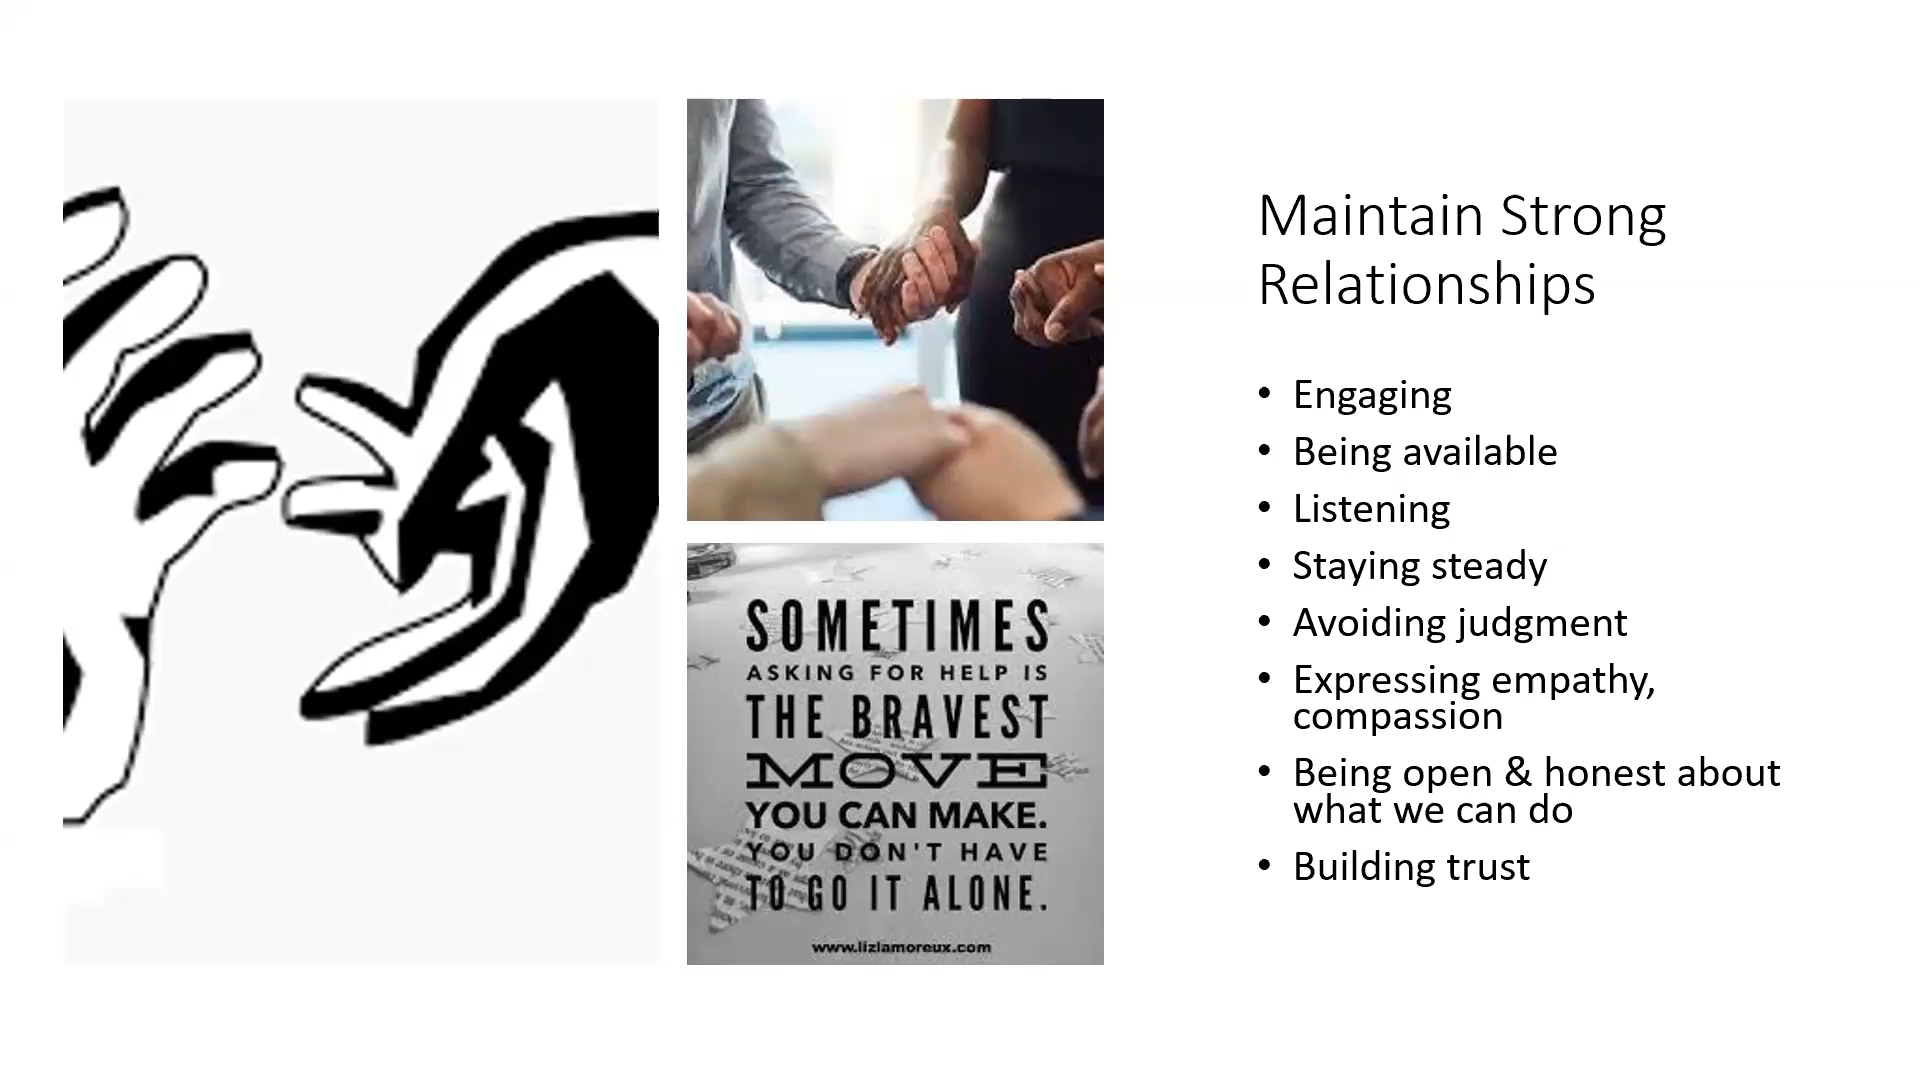 Maintain Strong
Relationships
• Engaging
• Being available
• Listening
• Staying steady
• Avoiding judgment
• Expressing empathy,
compassion
• Being open & honest about
what we can do
• Building trust
SOMETIMES
ASKING FOR HELP IS
THE BRAVEST
MOVE
YOU CAN MAKE.
YOU DON'T HAVE
TO GO IT ALONE.
www.lizlamoreux.com